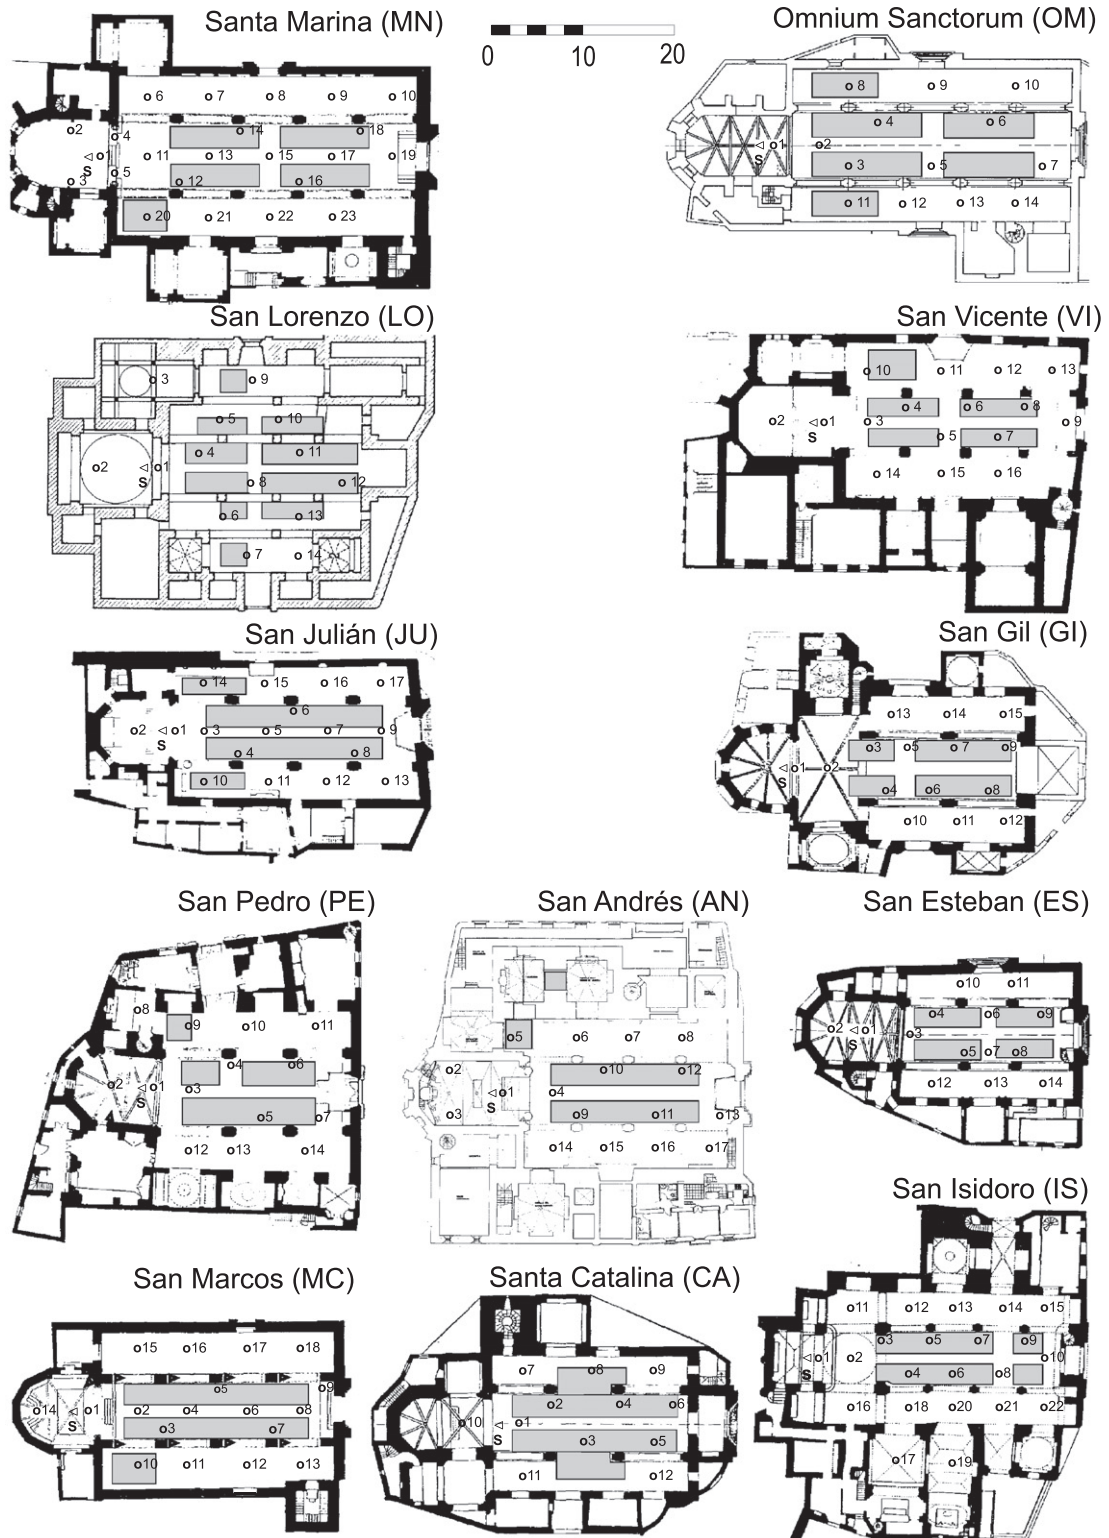 Santa Marina (MN)
0 10 20
Omnium Sanctorum (OM)
6 7 8 9 10
2 4 14 18
1 11 13 15 17 19
S
3 5 12 16
20 21 22 23
8 9 10
4 6
1 2
S
3 5 7
11 12 13 14
San Lorenzo (LO)
San Vicente (VI)
3 9
5 10
4 11
2 1
S
8 12
6 13
7 14
10 11 12 13
4 6 8
2 1 3 9
S
5 7
14 15 16
San Julián (JU)
San Gil (GI)
14 15 16 17
6
2 1 3 5 7 9
S
4 8
10 11 12 13
13 14 15
3 5 7 9
1 2
S
4 6 8
10 11 12
San Pedro (PE)
San Andrés (AN)
San Esteban (ES)
8 9 10 11
4 6
2 1 3
S
5 7
12 13 14
5 6 7 8
2 10 12
1 4
S
3 9 11 13
14 15 16 17
10 11
4 6 9
2 1 3
S
5 7 8
12 13 14
San Isidoro (IS)
San Marcos (MC)
Santa Catalina (CA)
15 16 17 18
5 9
14 1 2 4 6 8
S
3 7
10 11 12 13
7 8 9
2 4 6
10 1
S
3 5
11 12
11 12 13 14 15
3 5 7 9
1 2 10
S
4 6 8
16 18 20 21 22
17 19